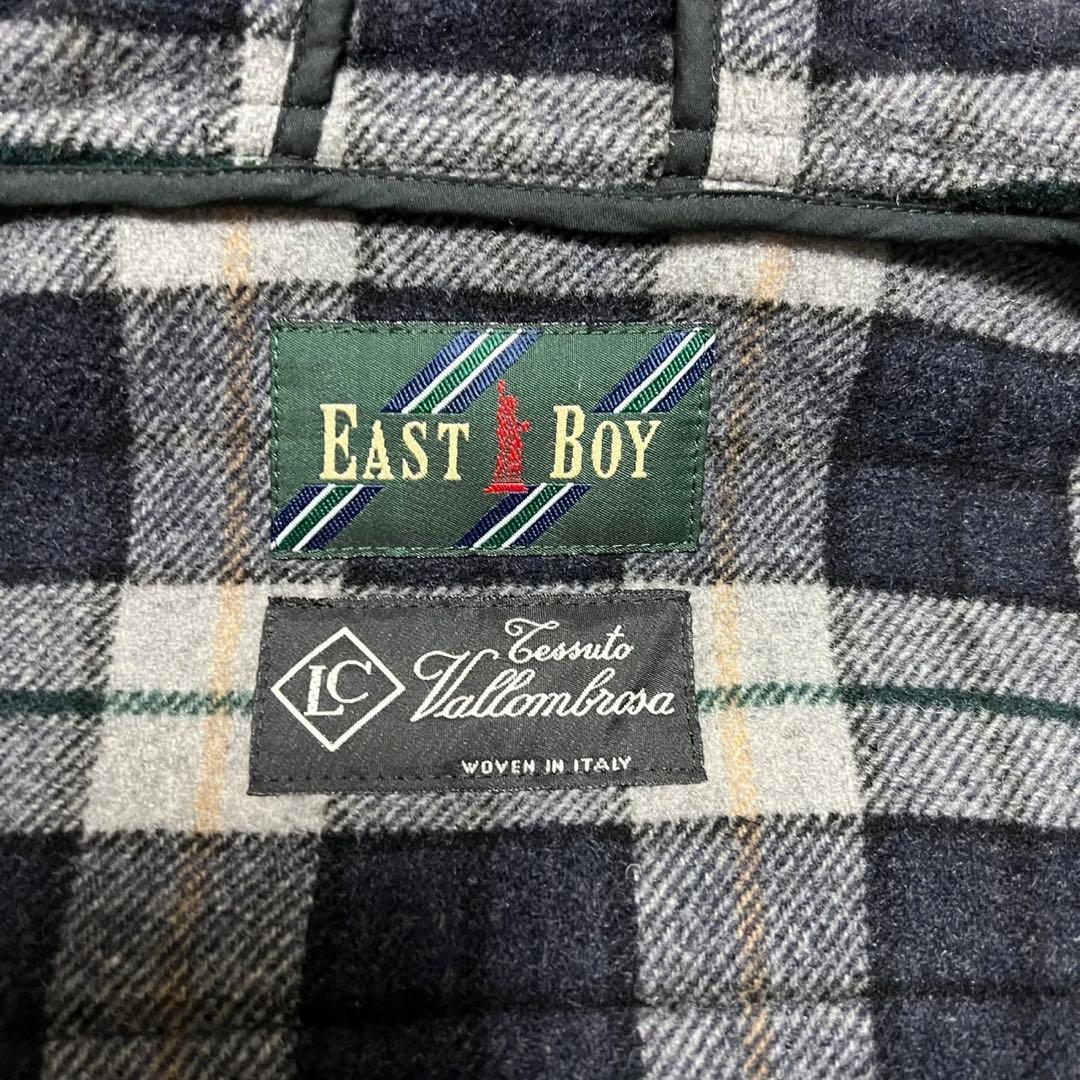 EAST BOY
LC
Tessuto
Vallombrosa
WOVEN IN ITALY